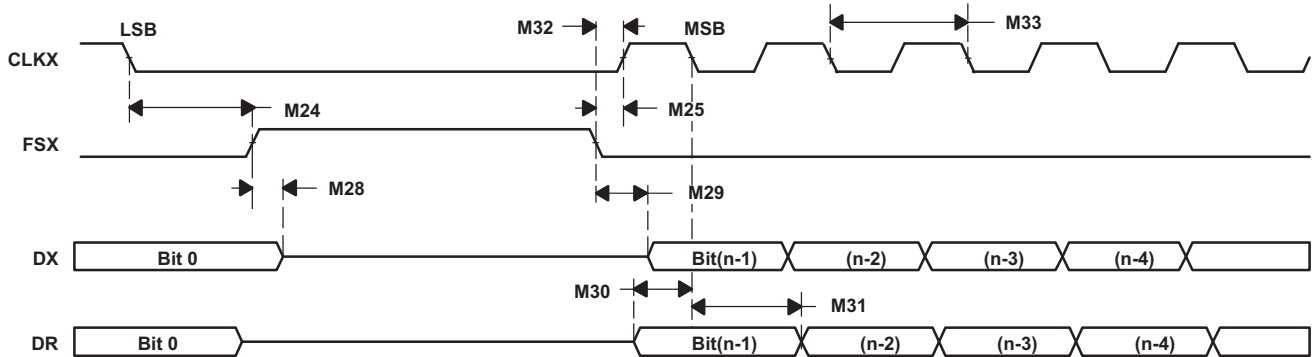 LSB
M32
MSB
M33
CLKX
M24
M25
FSX
M28
M29
DX
Bit 0
Bit(n-1)
(n-2)
(n-3)
(n-4)
M30
M31
DR
Bit 0
Bit(n-1)
(n-2)
(n-3)
(n-4)